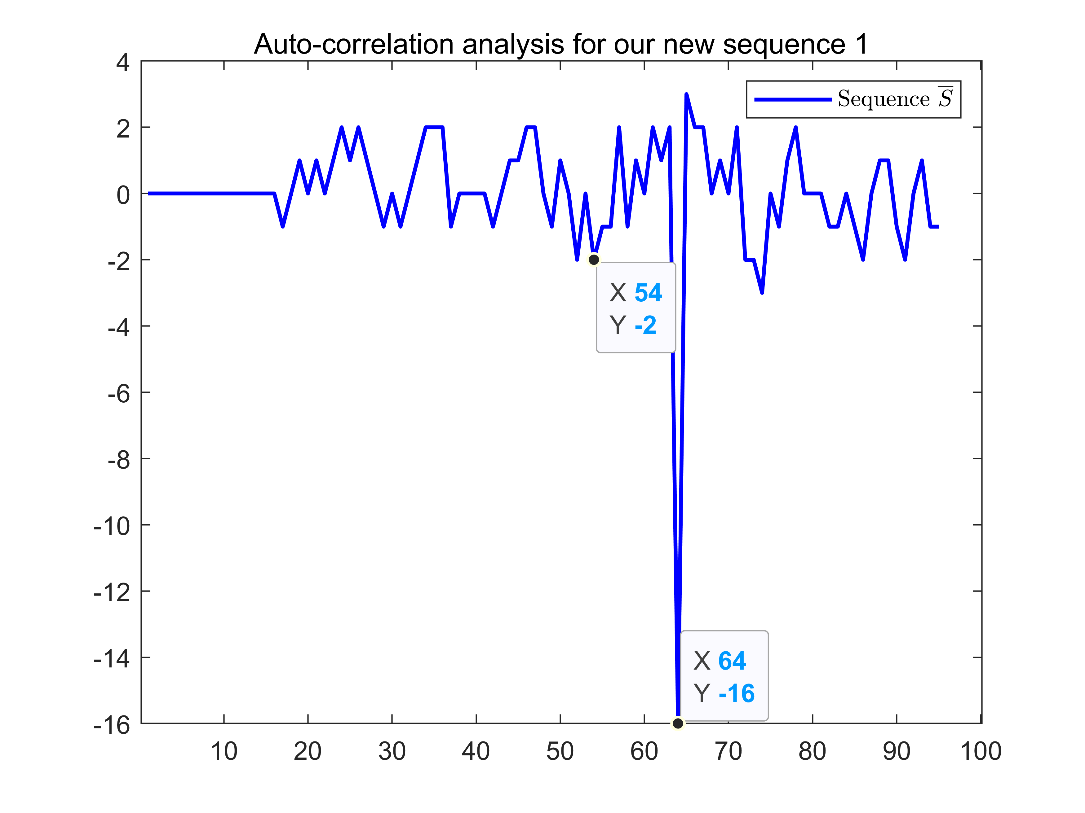 Auto-correlation analysis for our new sequence 1
4
2
0
-2
-4
-6
-8
-10
-12
-14
-16
Sequence S̅
X 54
Y -2
X 64
Y -16
10 20 30 40 50 60 70 80 90 100